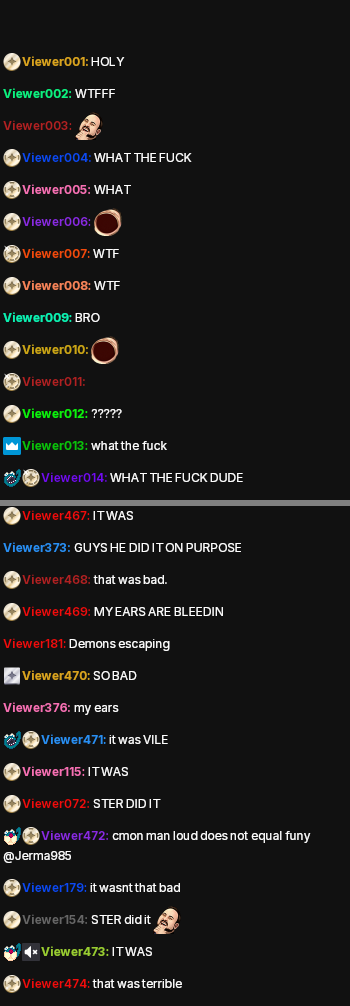 Viewer001: HOLY
Viewer002: WTFFF
Viewer003:
Viewer004: WHAT THE FUCK
Viewer005: WHAT
Viewer006:
Viewer007: WTF
Viewer008: WTF
Viewer009: BRO
Viewer010:
Viewer011:
Viewer012: ?????
Viewer013: what the fuck
Viewer014: WHAT THE FUCK DUDE
Viewer467: IT WAS
Viewer373: GUYS HE DID IT ON PURPOSE
Viewer468: that was bad.
Viewer469: MY EARS ARE BLEEDIN
Viewer181: Demons escaping
Viewer470: SO BAD
Viewer376: my ears
Viewer471: it was VILE
Viewer115: IT WAS
Viewer072: STER DID IT
Viewer472: cmon man loud does not equal funy
@Jerma985
Viewer179: it wasnt that bad
Viewer154: STER did it
Viewer473: IT WAS
Viewer474: that was terrible